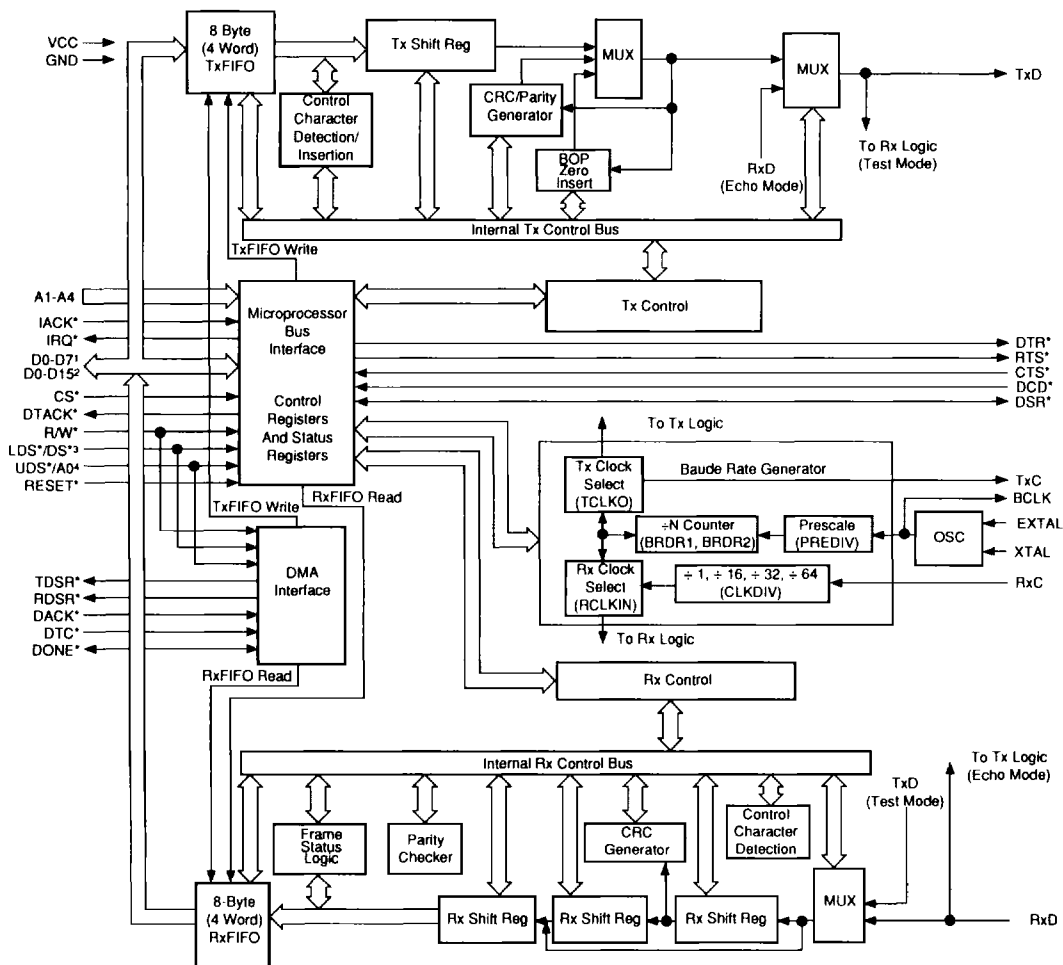 VCC
GND
8 Byte
(4 Word)
TxFIFO
Tx Shift Reg
MUX
MUX
TxD
Control
Character
Detection/
Insertion
CRC/Parity
Generator
BOP
Zero
Insert
RxD
(Echo Mode)
To Rx Logic
(Test Mode)
Internal Tx Control Bus
TxFIFO Write
A1-A4
IACK*
IRQ*
D0-D7¹
D0-D15²
CS*
DTACK*
R/W*
LDS*/DS*³
UDS*/A0⁴
RESET*
Microprocessor
Bus
Interface
Control
Registers
And Status
Registers
Tx Control
DTR*
RTS*
CTS*
DCD*
DSR*
To Tx Logic
Tx Clock
Select
(TCLKO)
Baude Rate Generator
TxC
BCLK
÷N Counter
(BRDR1, BRDR2)
Prescale
(PREDIV)
OSC
EXTAL
XTAL
Rx Clock
Select
(RCLKIN)
÷ 1, ÷ 16, ÷ 32, ÷ 64
(CLKDIV)
RxC
To Rx Logic
RxFIFO Read
TxFIFO Write
DMA
Interface
TDSR*
RDSR*
DACK*
DTC*
DONE*
RxFIFO Read
Rx Control
Internal Rx Control Bus
To Tx Logic
(Echo Mode)
TxD
(Test Mode)
Frame
Status
Logic
Parity
Checker
CRC
Generator
Control
Character
Detection
8-Byte
(4 Word)
RxFIFO
Rx Shift Reg
Rx Shift Reg
Rx Shift Reg
MUX
RxD